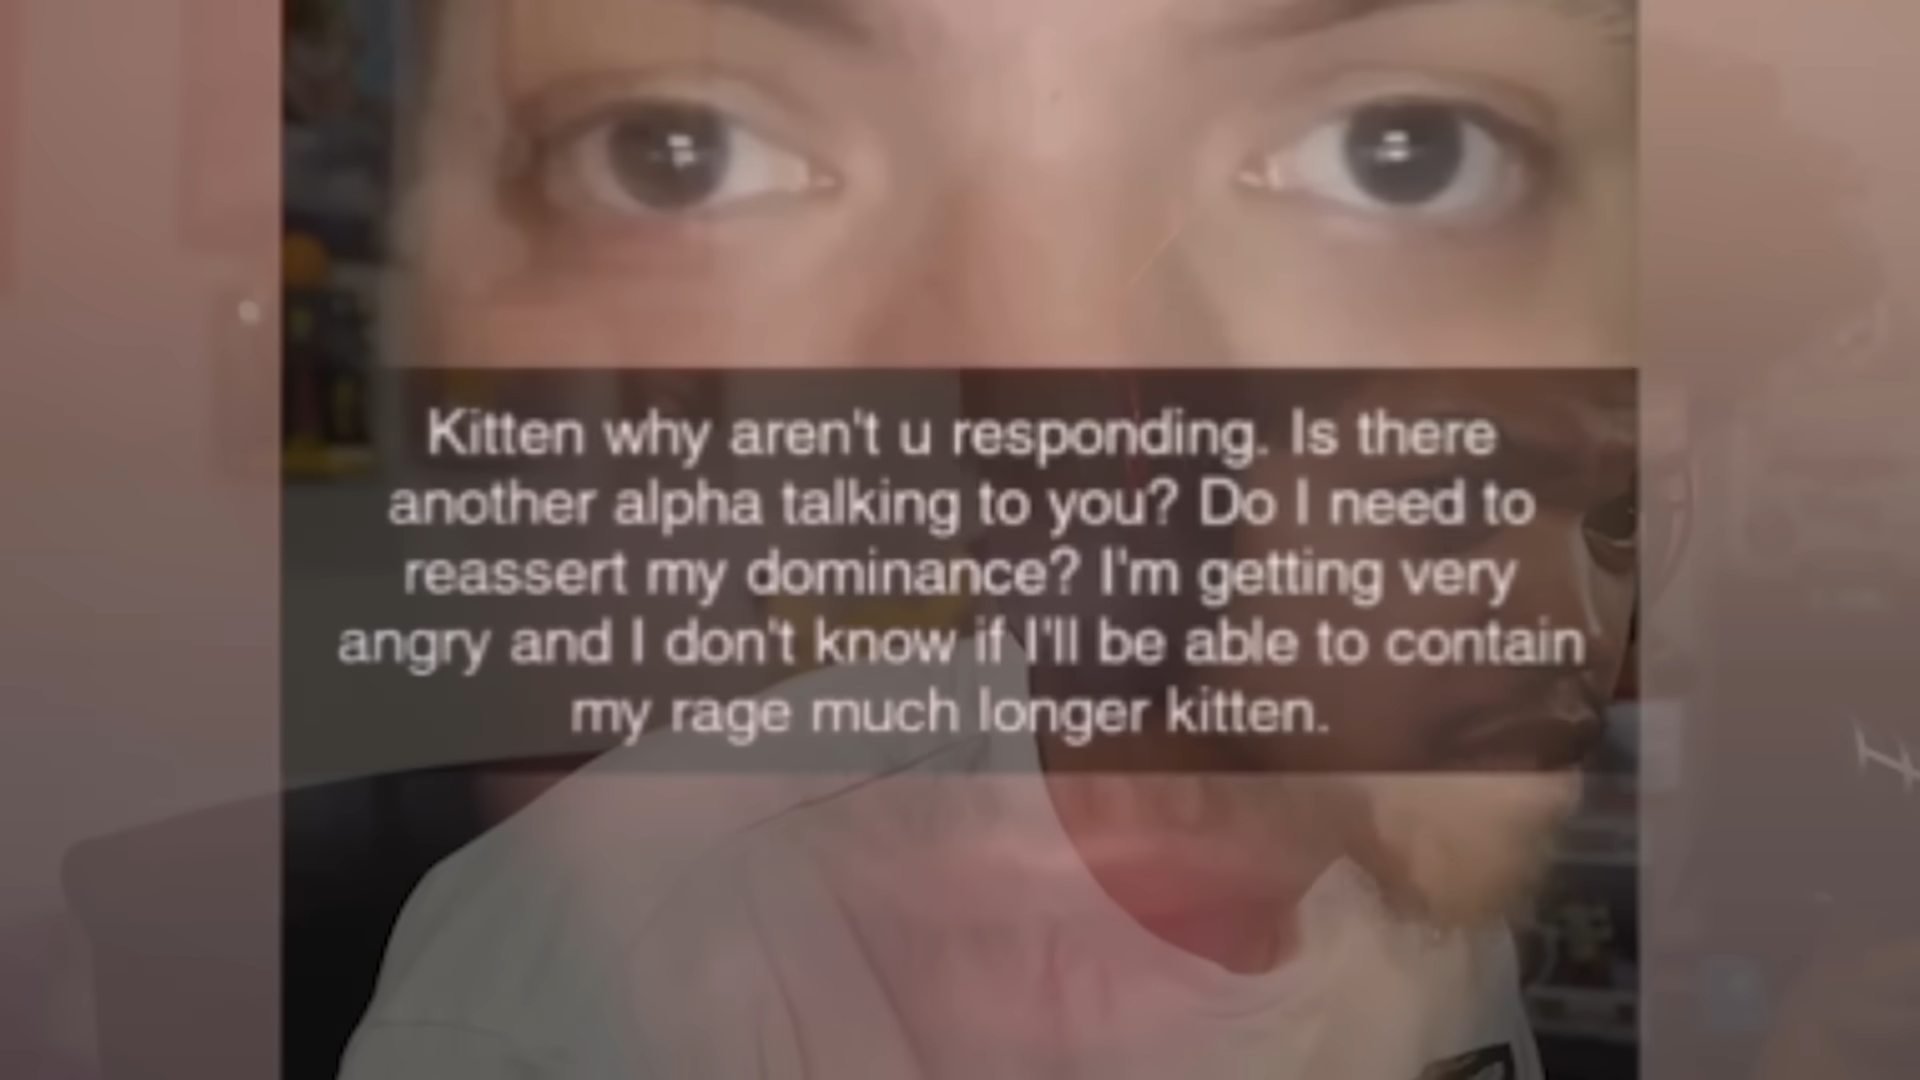 Kitten why aren't u responding. Is there
another alpha talking to you? Do I need to
reassert my dominance? I'm getting very
angry and I don't know if I'll be able to contain
my rage much longer kitten.